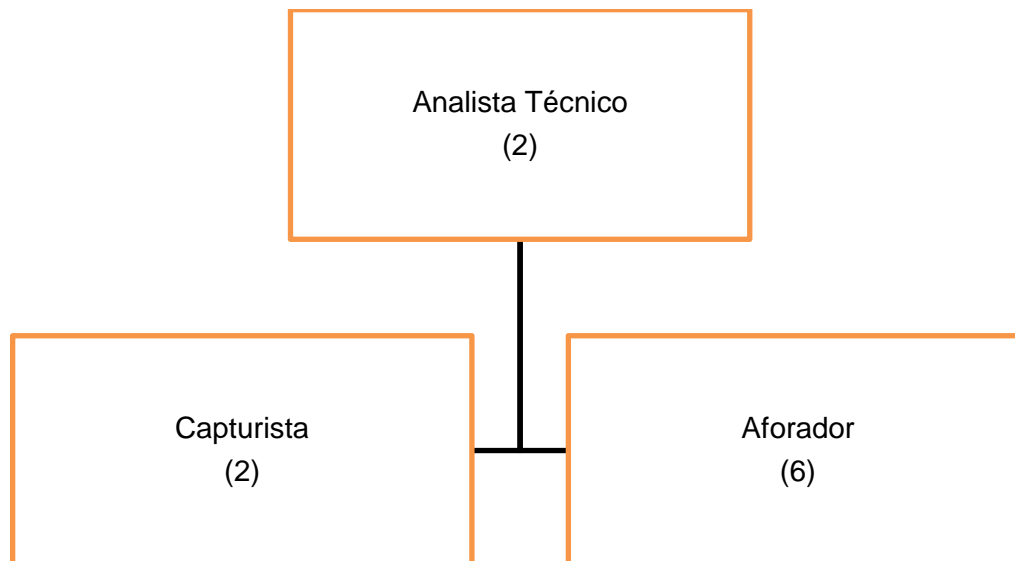 Analista Técnico
(2)
Capturista
(2)
Aforador
(6)